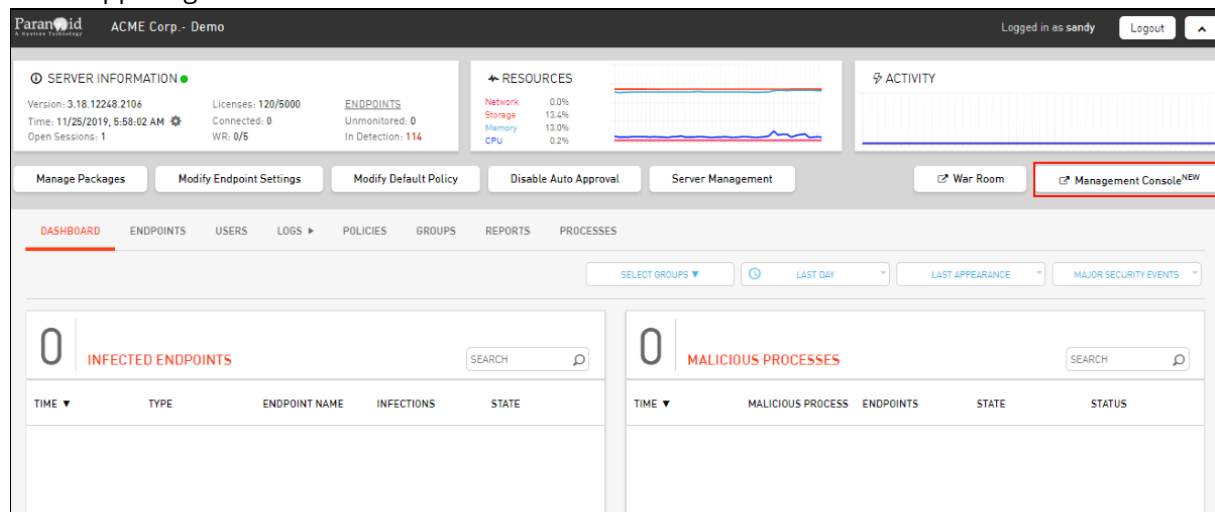 Paranoid
A Nyotron Technology
ACME Corp.- Demo
Logged in as sandy
Logout
SERVER INFORMATION
Version: 3.18.12248.2106
Time: 11/25/2019, 5:58:02 AM
Open Sessions: 1
Licenses: 120/5000
Connected: 0
WR: 0/5
ENDPOINTS
Unmonitored: 0
In Detection: 114
RESOURCES
Network 0.0%
Storage 13.4%
Memory 13.0%
CPU 0.2%
ACTIVITY
Manage Packages
Modify Endpoint Settings
Modify Default Policy
Disable Auto Approval
Server Management
War Room
Management Console NEW
DASHBOARD ENDPOINTS USERS LOGS ▶ POLICIES GROUPS REPORTS PROCESSES
SELECT GROUPS ▼
LAST DAY
LAST APPEARANCE
MAJOR SECURITY EVENTS
0 INFECTED ENDPOINTS
SEARCH
TIME ▼ TYPE ENDPOINT NAME INFECTIONS STATE
0 MALICIOUS PROCESSES
SEARCH
TIME ▼ MALICIOUS PROCESS ENDPOINTS STATE STATUS